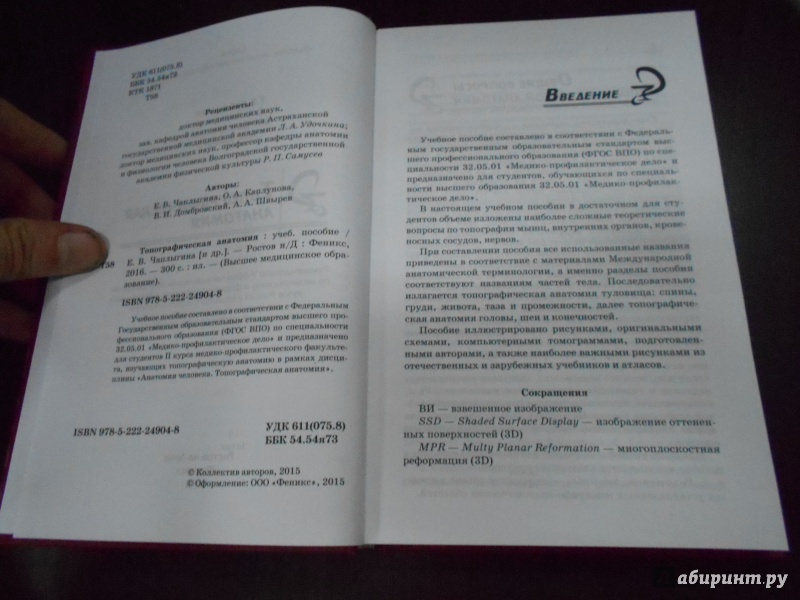 УДК 611(075.8)
ББК 54.54я73
КТК 1871
Т58
Рецензенты:
доктор медицинских наук,
зав. кафедрой анатомии человека Астраханской
государственной медицинской академии Л. А. Удочкина;
доктор медицинских наук, профессор кафедры анатомии
и физиологии человека Волгоградской государственной
академии физической культуры Р. П. Самусев
Авторы:
Е. В. Чаплыгина, О. А. Каплунова,
В. И. Домбровский, А. А. Швырев
Топографическая анатомия : учеб. пособие /
Т58 Е. В. Чаплыгина [и др.]. — Ростов н/Д : Феникс,
2016. — 300 с. : ил. — (Высшее медицинское обра-
зование).
ISBN 978-5-222-24904-8
Учебное пособие составлено в соответствии с Федеральным
Государственным образовательным стандартом высшего про-
фессионального образования (ФГОС ВПО) по специальности
32.05.01 «Медико-профилактическое дело» и предназначено
для студентов II курса медико-профилактического факульте-
та, изучающих топографическую анатомию в рамках дисци-
плины «Анатомия человека. Топографическая анатомия».
ISBN 978-5-222-24904-8
УДК 611(075.8)
ББК 54.54я73
© Коллектив авторов, 2015
© Оформление: ООО «Феникс», 2015
Введение
Учебное пособие составлено в соответствии с Федераль-
ным государственным образовательным стандартом выс-
шего профессионального образования (ФГОС ВПО) по спе-
циальности 32.05.01 «Медико-профилактическое дело» и
предназначено для студентов, обучающихся по специально-
сти высшего образования 32.05.01 «Медико-профилактиче-
ское дело».
В настоящем учебном пособии в достаточном для сту-
дентов объеме изложены наиболее сложные теоретические
вопросы по топографии мышц, внутренних органов, крове-
носных сосудов, нервов.
При составлении пособия все использованные названия
приведены в соответствие с материалами Международной
анатомической терминологии, а именно разделы пособия
соответствуют названиям частей тела. Последовательно
излагается топографическая анатомия туловища: спины,
груди, живота, таза и промежности, далее топографиче-
ская анатомия головы, шеи и конечностей.
Пособие иллюстрировано рисунками, оригинальными
схемами, компьютерными томограммами, подготовлен-
ными авторами, а также наиболее важными рисунками из
отечественных и зарубежных учебников и атласов.
Сокращения
ВИ — взвешенное изображение
SSD — Shaded Surface Display — изображение оттенен-
ных поверхностей (3D)
MPR — Multy Planar Reformation — многоплоскостная
реформация (3D)
абиринт.ру